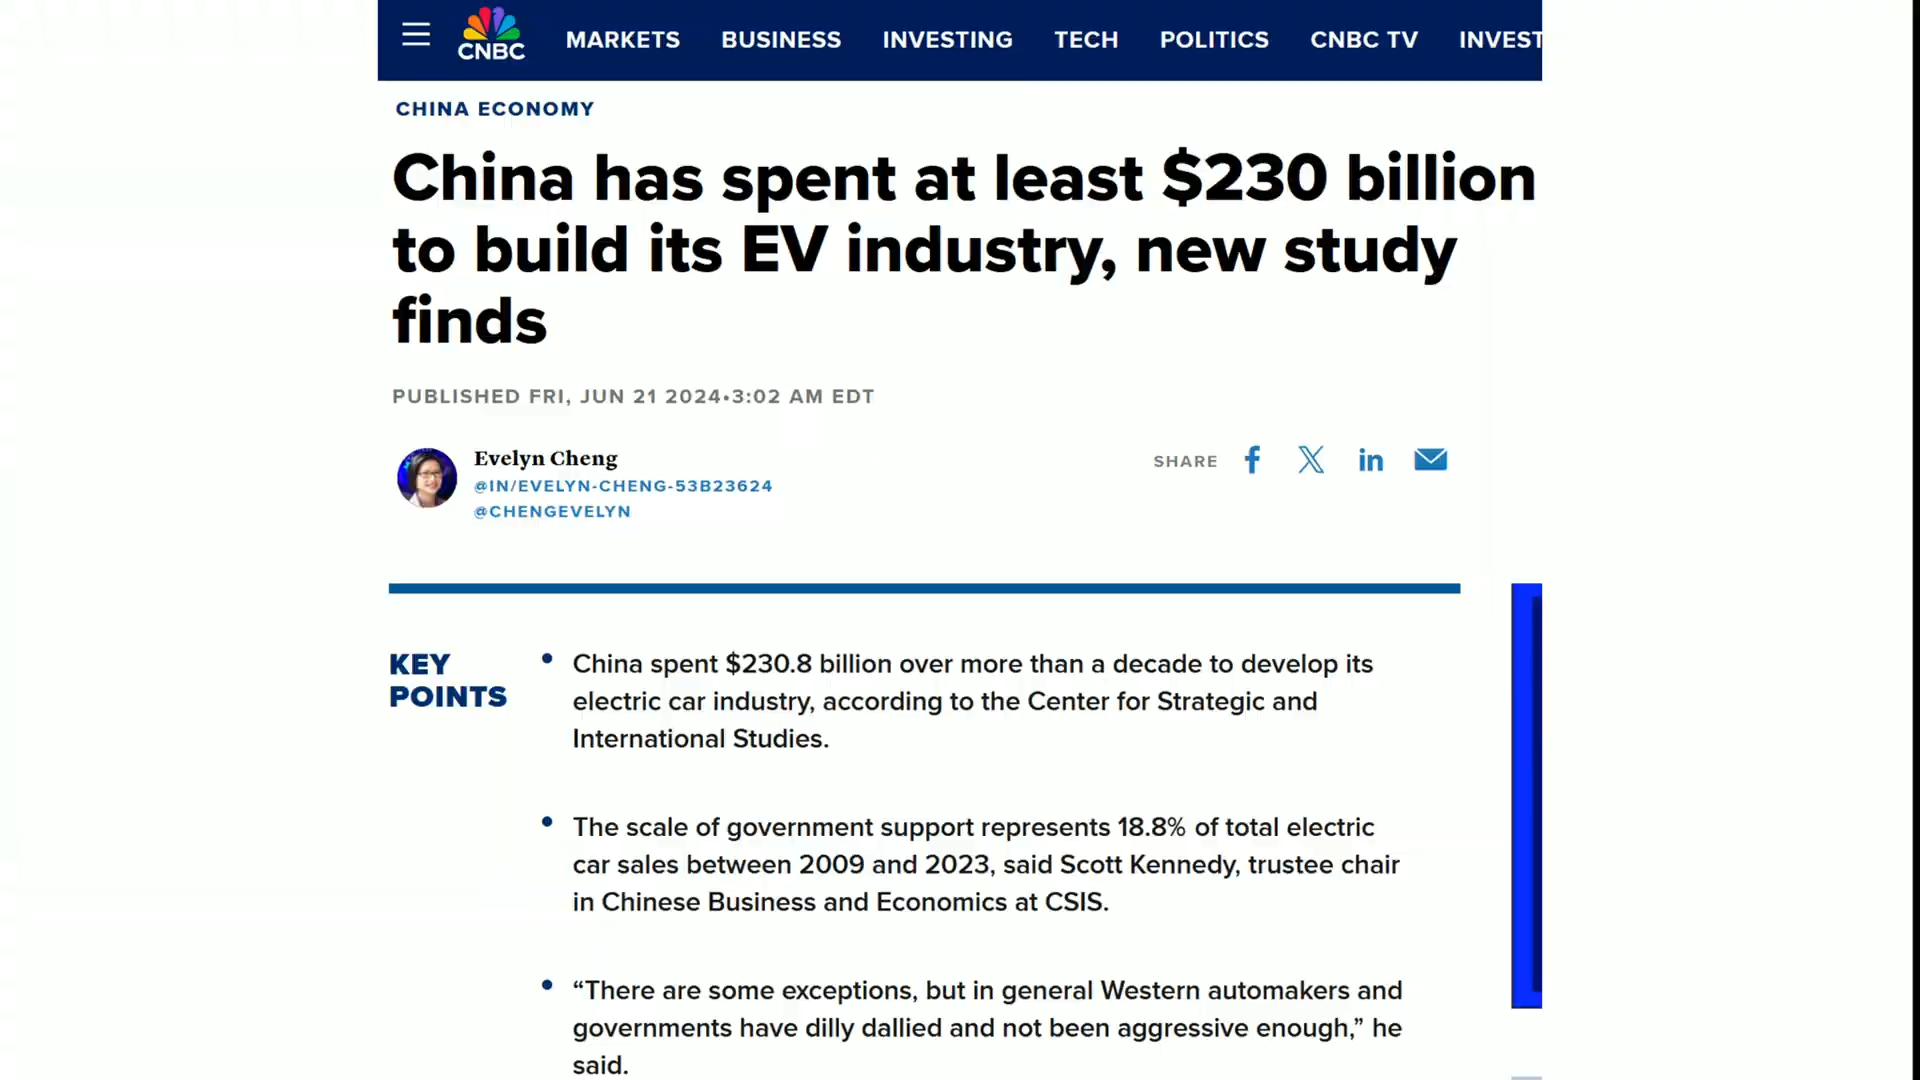 CNBC
MARKETS BUSINESS INVESTING TECH POLITICS CNBC TV INVEST
CHINA ECONOMY
China has spent at least $230 billion
to build its EV industry, new study
finds
PUBLISHED FRI, JUN 21 2024•3:02 AM EDT
Evelyn Cheng
@IN/EVELYN-CHENG-53B23624
@CHENGEVELYN
SHARE
KEY
POINTS
• China spent $230.8 billion over more than a decade to develop its
electric car industry, according to the Center for Strategic and
International Studies.
• The scale of government support represents 18.8% of total electric
car sales between 2009 and 2023, said Scott Kennedy, trustee chair
in Chinese Business and Economics at CSIS.
• “There are some exceptions, but in general Western automakers and
governments have dilly dallied and not been aggressive enough,” he
said.